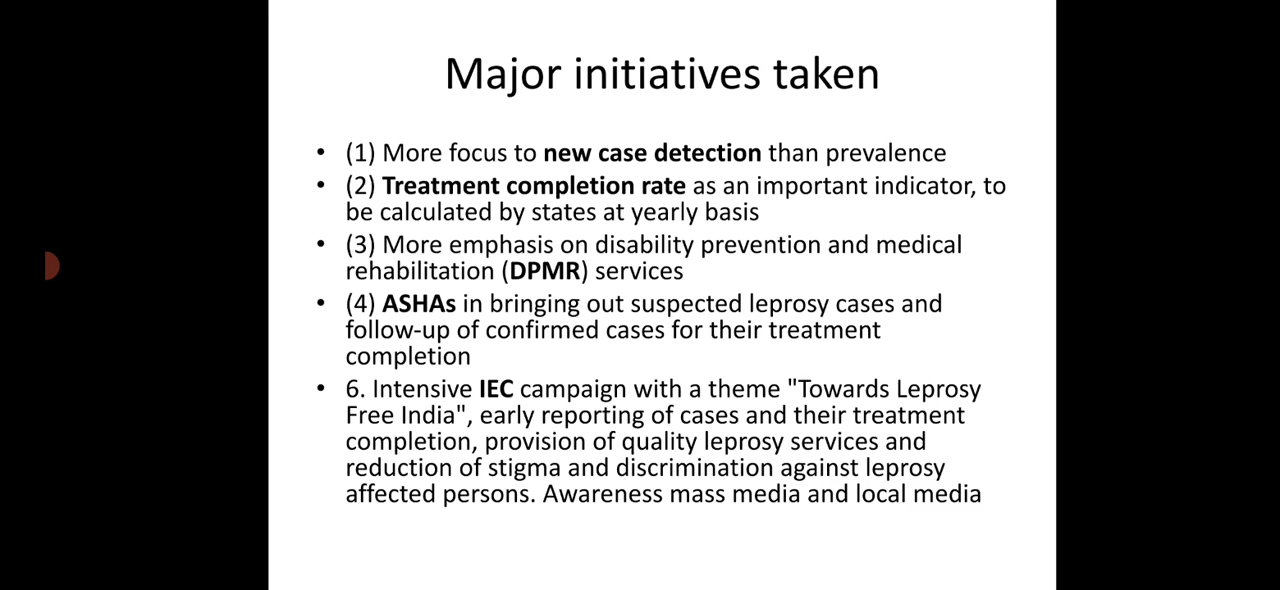 Major initiatives taken
• (1) More focus to new case detection than prevalence
• (2) Treatment completion rate as an important indicator, to
be calculated by states at yearly basis
• (3) More emphasis on disability prevention and medical
rehabilitation (DPMR) services
• (4) ASHAs in bringing out suspected leprosy cases and
follow-up of confirmed cases for their treatment
completion
• 6. Intensive IEC campaign with a theme "Towards Leprosy
Free India", early reporting of cases and their treatment
completion, provision of quality leprosy services and
reduction of stigma and discrimination against leprosy
affected persons. Awareness mass media and local media